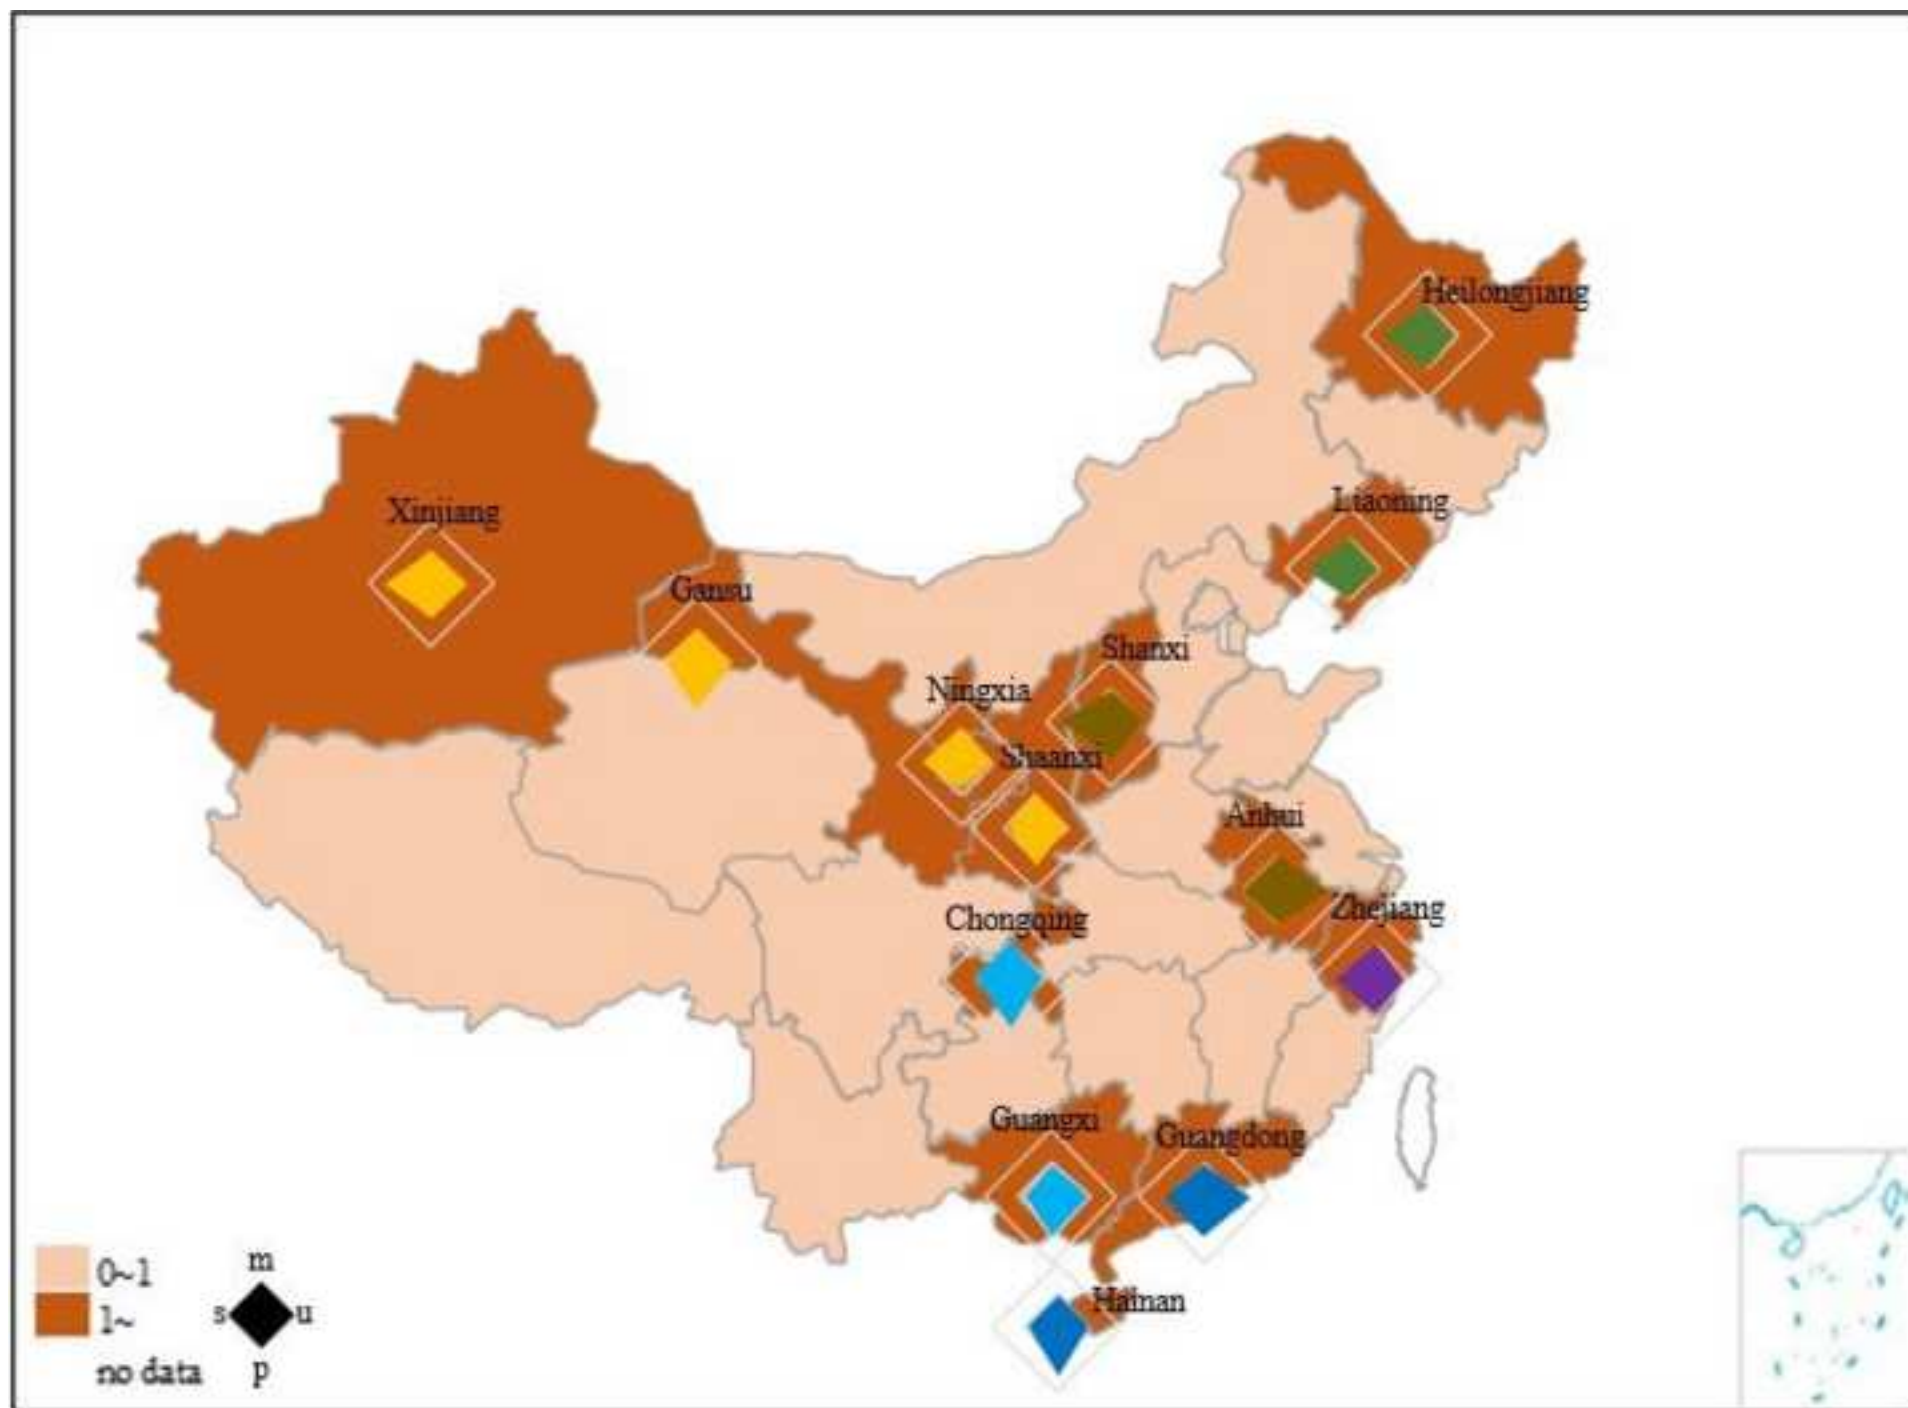 Heilongjiang
Liaoning
Xinjiang
Gansu
Shanxi
Ningxia
Shaanxi
Anhui
Zhejiang
Chongqing
Guangxi
Guangdong
Hainan
0~1
1~
no data
m
s u
p